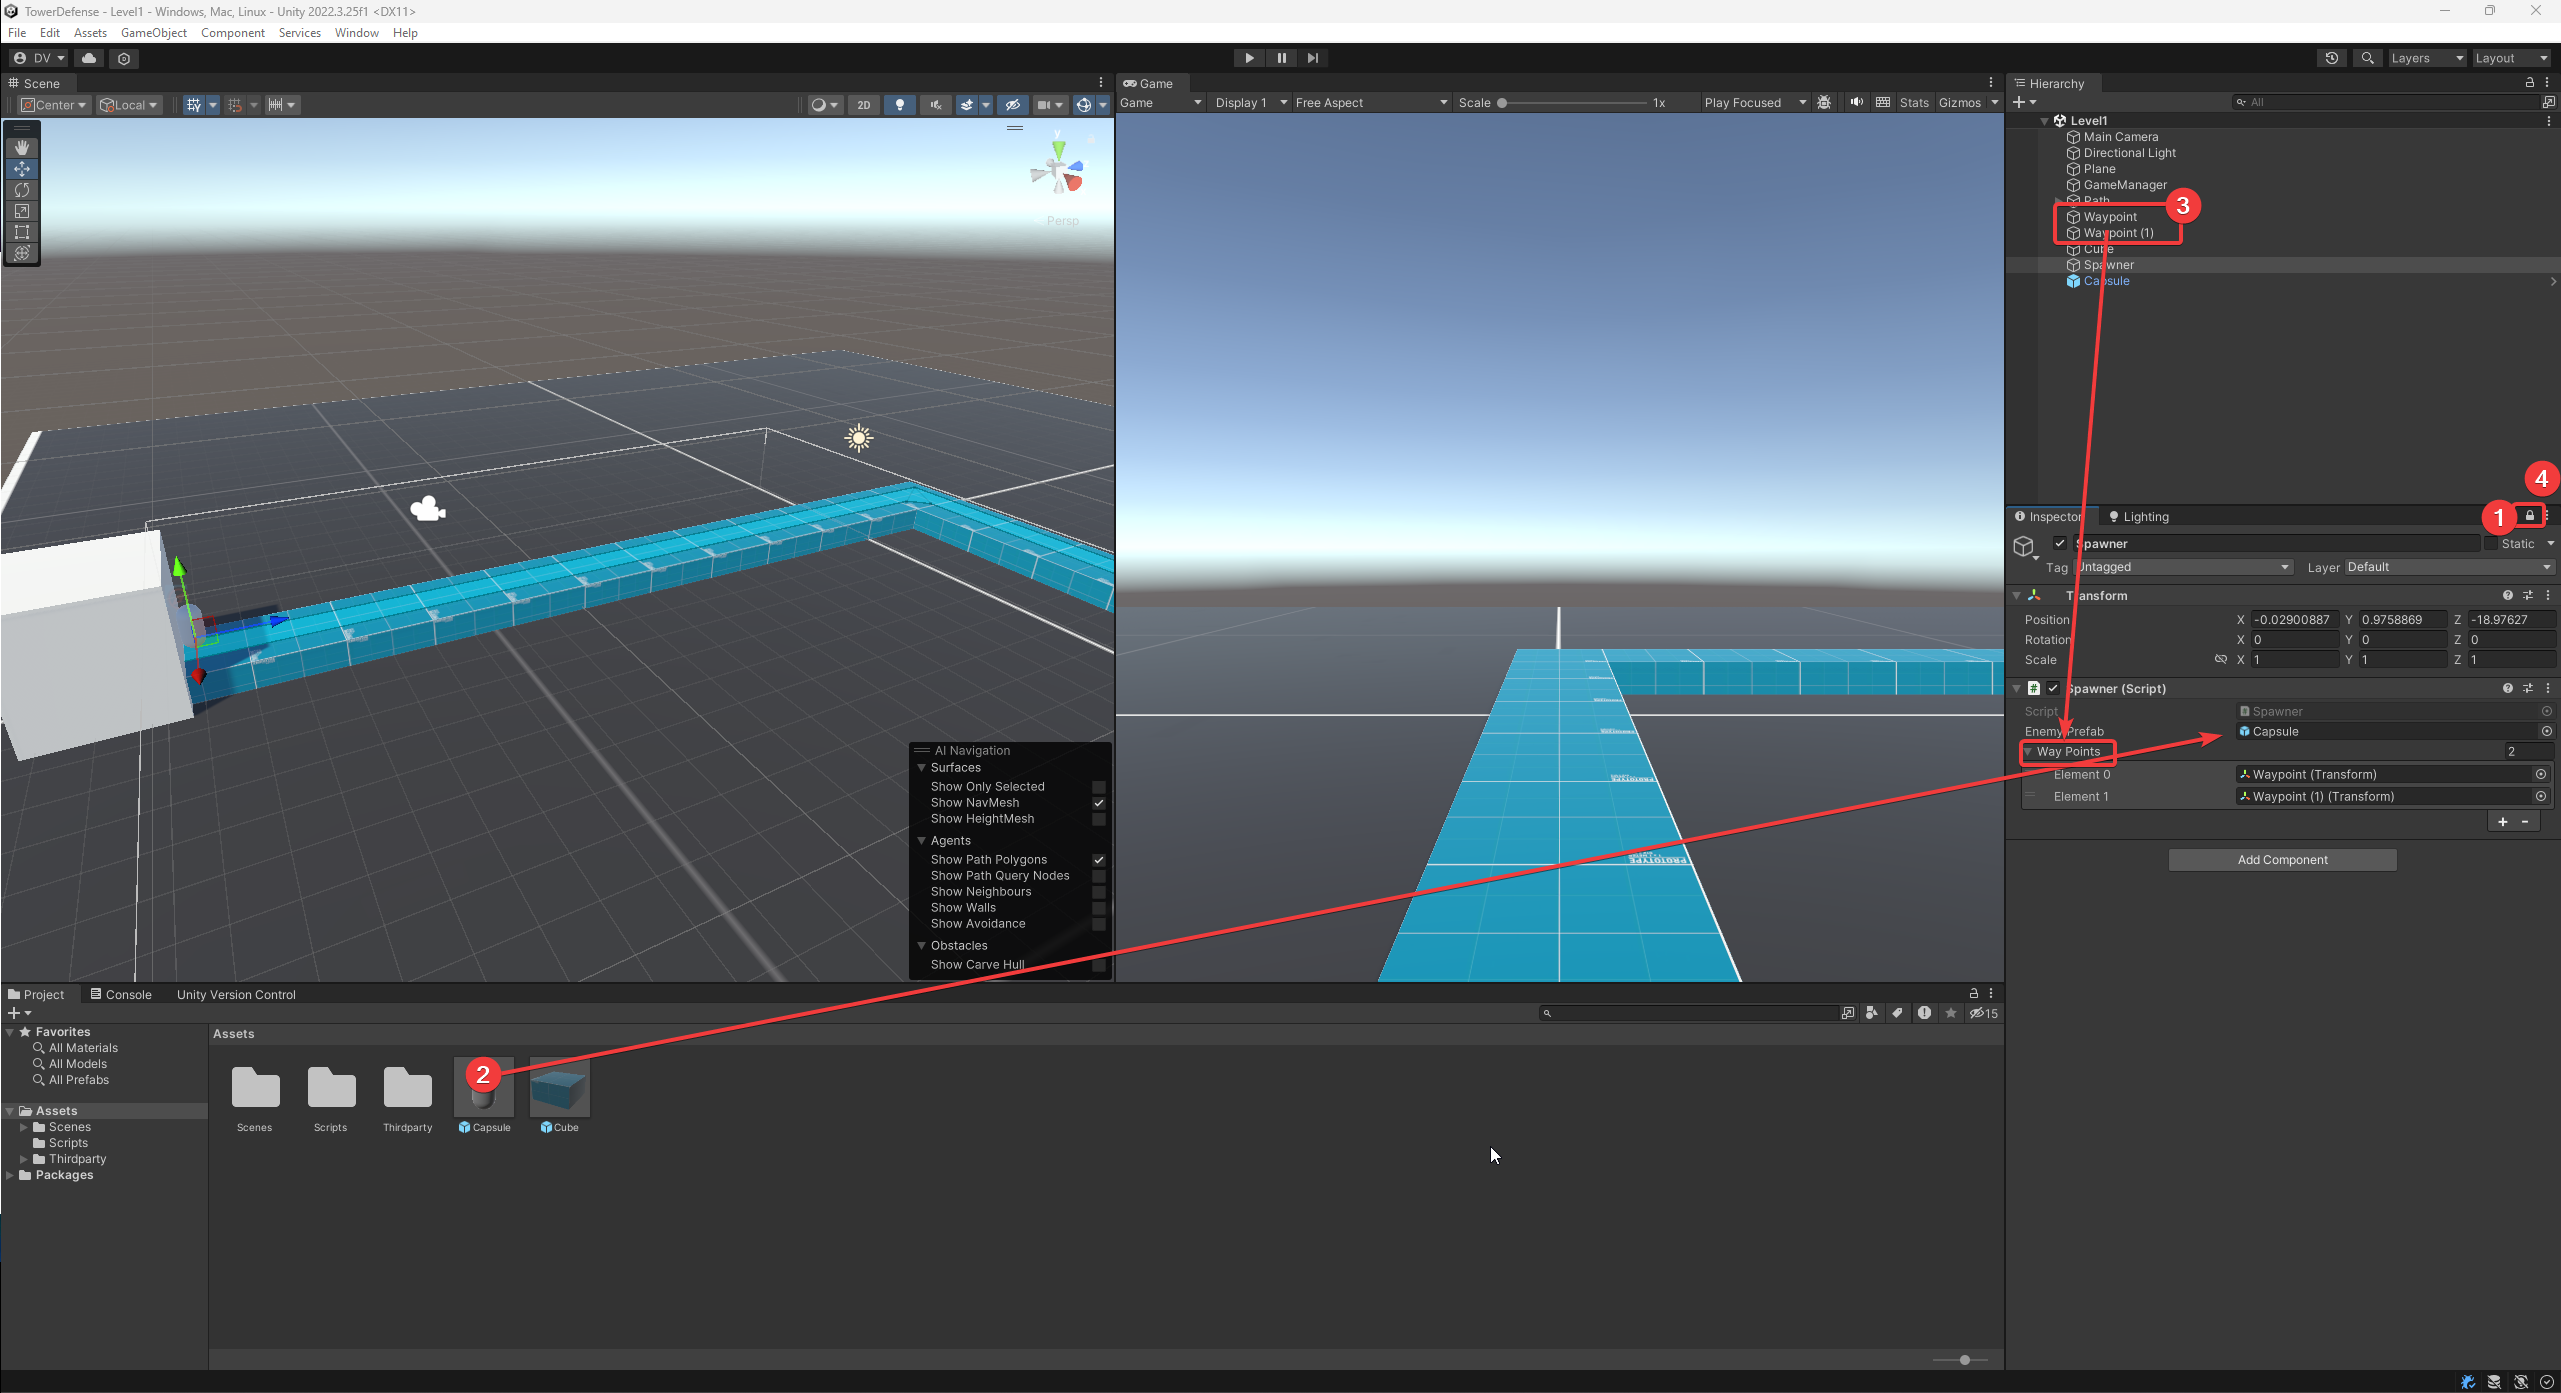 TowerDefense - Level1 - Windows, Mac, Linux - Unity 2022.3.25f1 <DX11>
File Edit Assets GameObject Component Services Window Help
DV
Layers Layout
Scene
Center Local 2D
y
Persp
AI Navigation
Surfaces
Show Only Selected
Show NavMesh
Show HeightMesh
Agents
Show Path Polygons
Show Path Query Nodes
Show Neighbours
Show Walls
Show Avoidance
Obstacles
Show Carve Hull
Game
Game Display 1 Free Aspect Scale 1x Play Focused Stats Gizmos
PROTOTYPE
PROTOTYPE
Hierarchy
All
Level1
Main Camera
Directional Light
Plane
GameManager
Path
3
Waypoint
Waypoint (1)
Cube
Spawner
Capsule
4
1
Inspector Lighting
Spawner Static
Tag Untagged Layer Default
Transform
Position X -0.02900887 Y 0.9758869 Z -18.97627
Rotation X 0 Y 0 Z 0
Scale X 1 Y 1 Z 1
# Spawner (Script)
Script Spawner
Enemy Prefab Capsule
Way Points 2
Element 0 Waypoint (Transform)
Element 1 Waypoint (1) (Transform)
+ -
Add Component
Project Console Unity Version Control
15
Favorites
All Materials
All Models
All Prefabs
Assets
Scenes
Scripts
Thirdparty
Packages
Assets
2
Scenes Scripts Thirdparty Capsule Cube